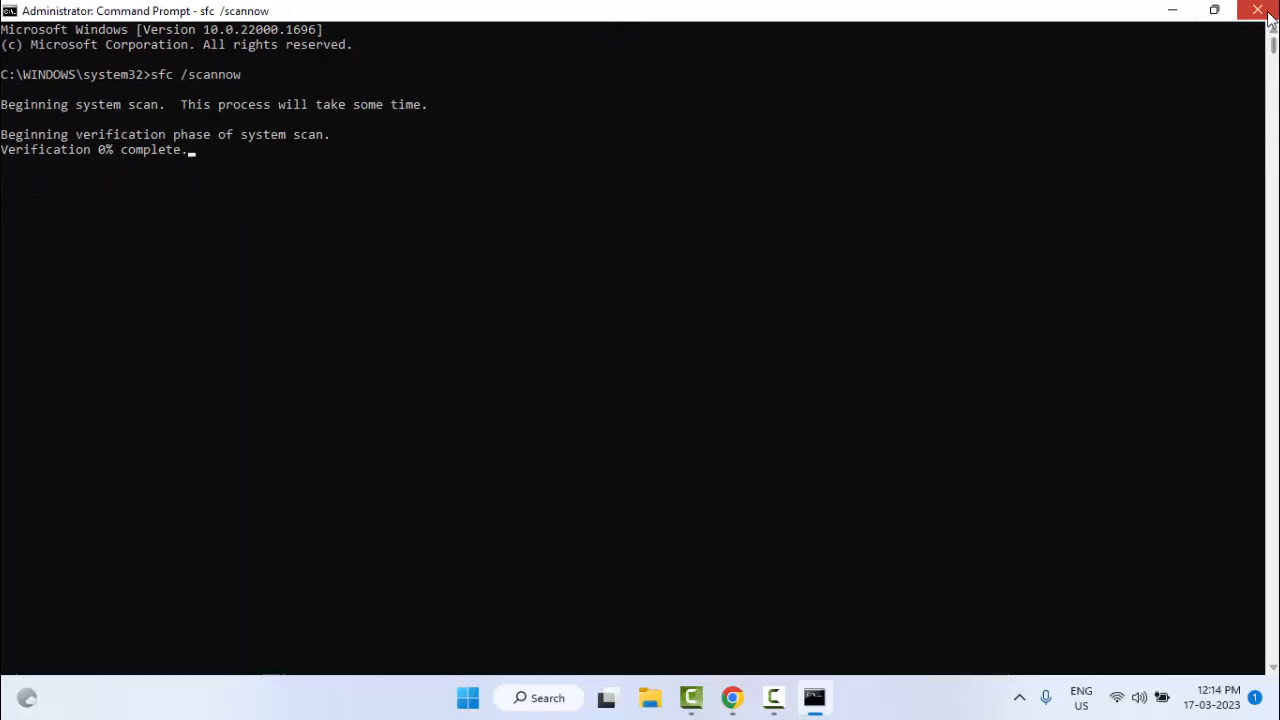 Administrator: Command Prompt - sfc /scannow
Microsoft Windows [Version 10.0.22000.1696]
(c) Microsoft Corporation. All rights reserved.
C:\WINDOWS\system32>sfc /scannow
Beginning system scan.  This process will take some time.
Beginning verification phase of system scan.
Verification 0% complete.
Search
ENG
US
12:14 PM
17-03-2023
1